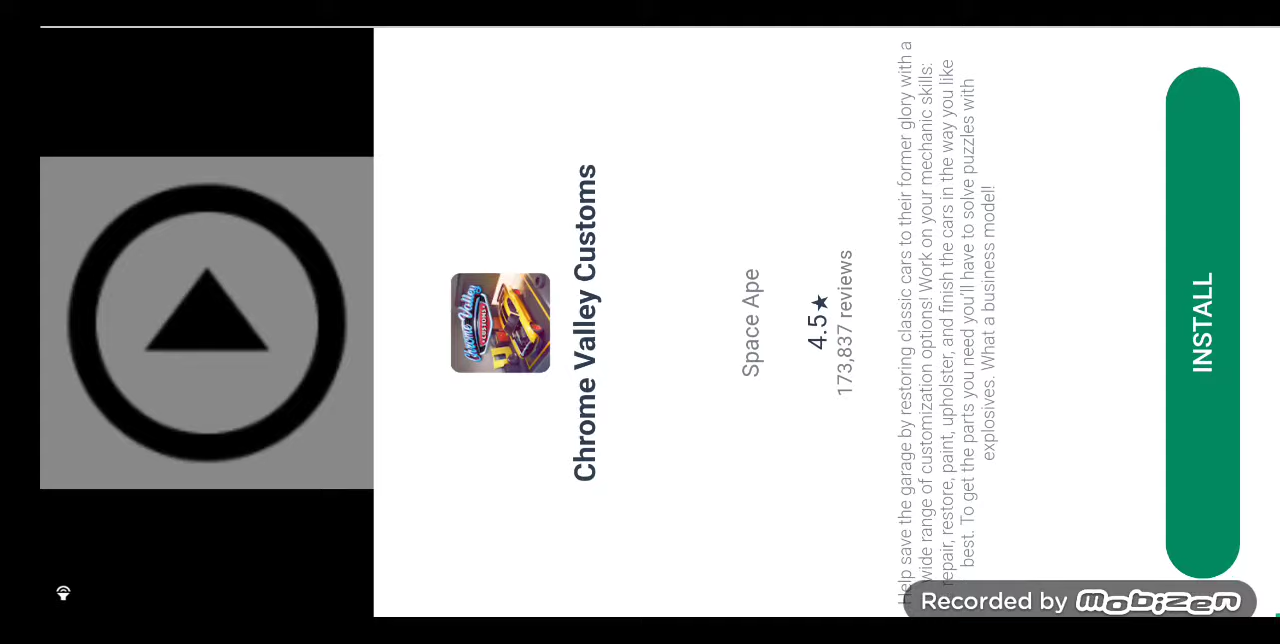 Chrome Valley
CUSTOMS
Chrome Valley Customs
Space Ape
4.5★
173,837 reviews
Help save the garage by restoring classic cars to their former glory with a
wide range of customization options! Work on your mechanic skills:
repair, restore, paint, upholster, and finish the cars in the way you like
best. To get the parts you need you'll have to solve puzzles with
explosives. What a business model!
INSTALL
Recorded by mobizen